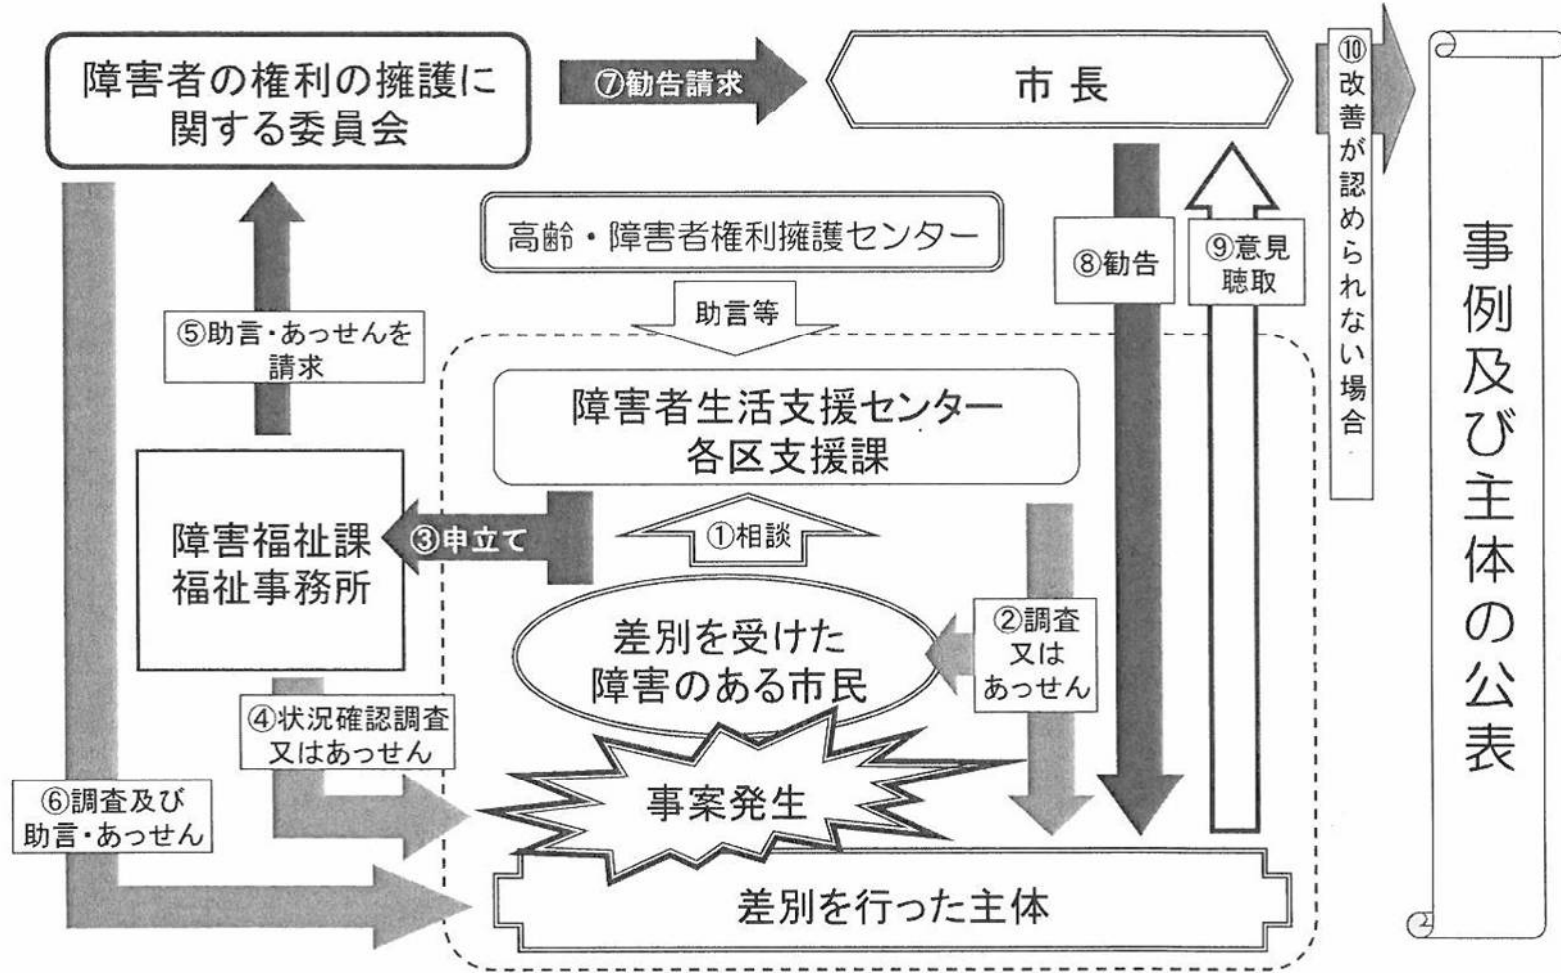 障害者の権利の擁護に
関する委員会
⑦勧告請求
市長
⑩改善が認められない場合
事例及び主体の公表
高齢・障害者権利擁護センター
助言等
⑧勧告
⑨意見
聴取
⑤助言・あっせんを
請求
障害者生活支援センター
各区支援課
障害福祉課
福祉事務所
③申立て
①相談
差別を受けた
障害のある市民
②調査
又は
あっせん
④状況確認調査
又はあっせん
事案発生
⑥調査及び
助言・あっせん
差別を行った主体